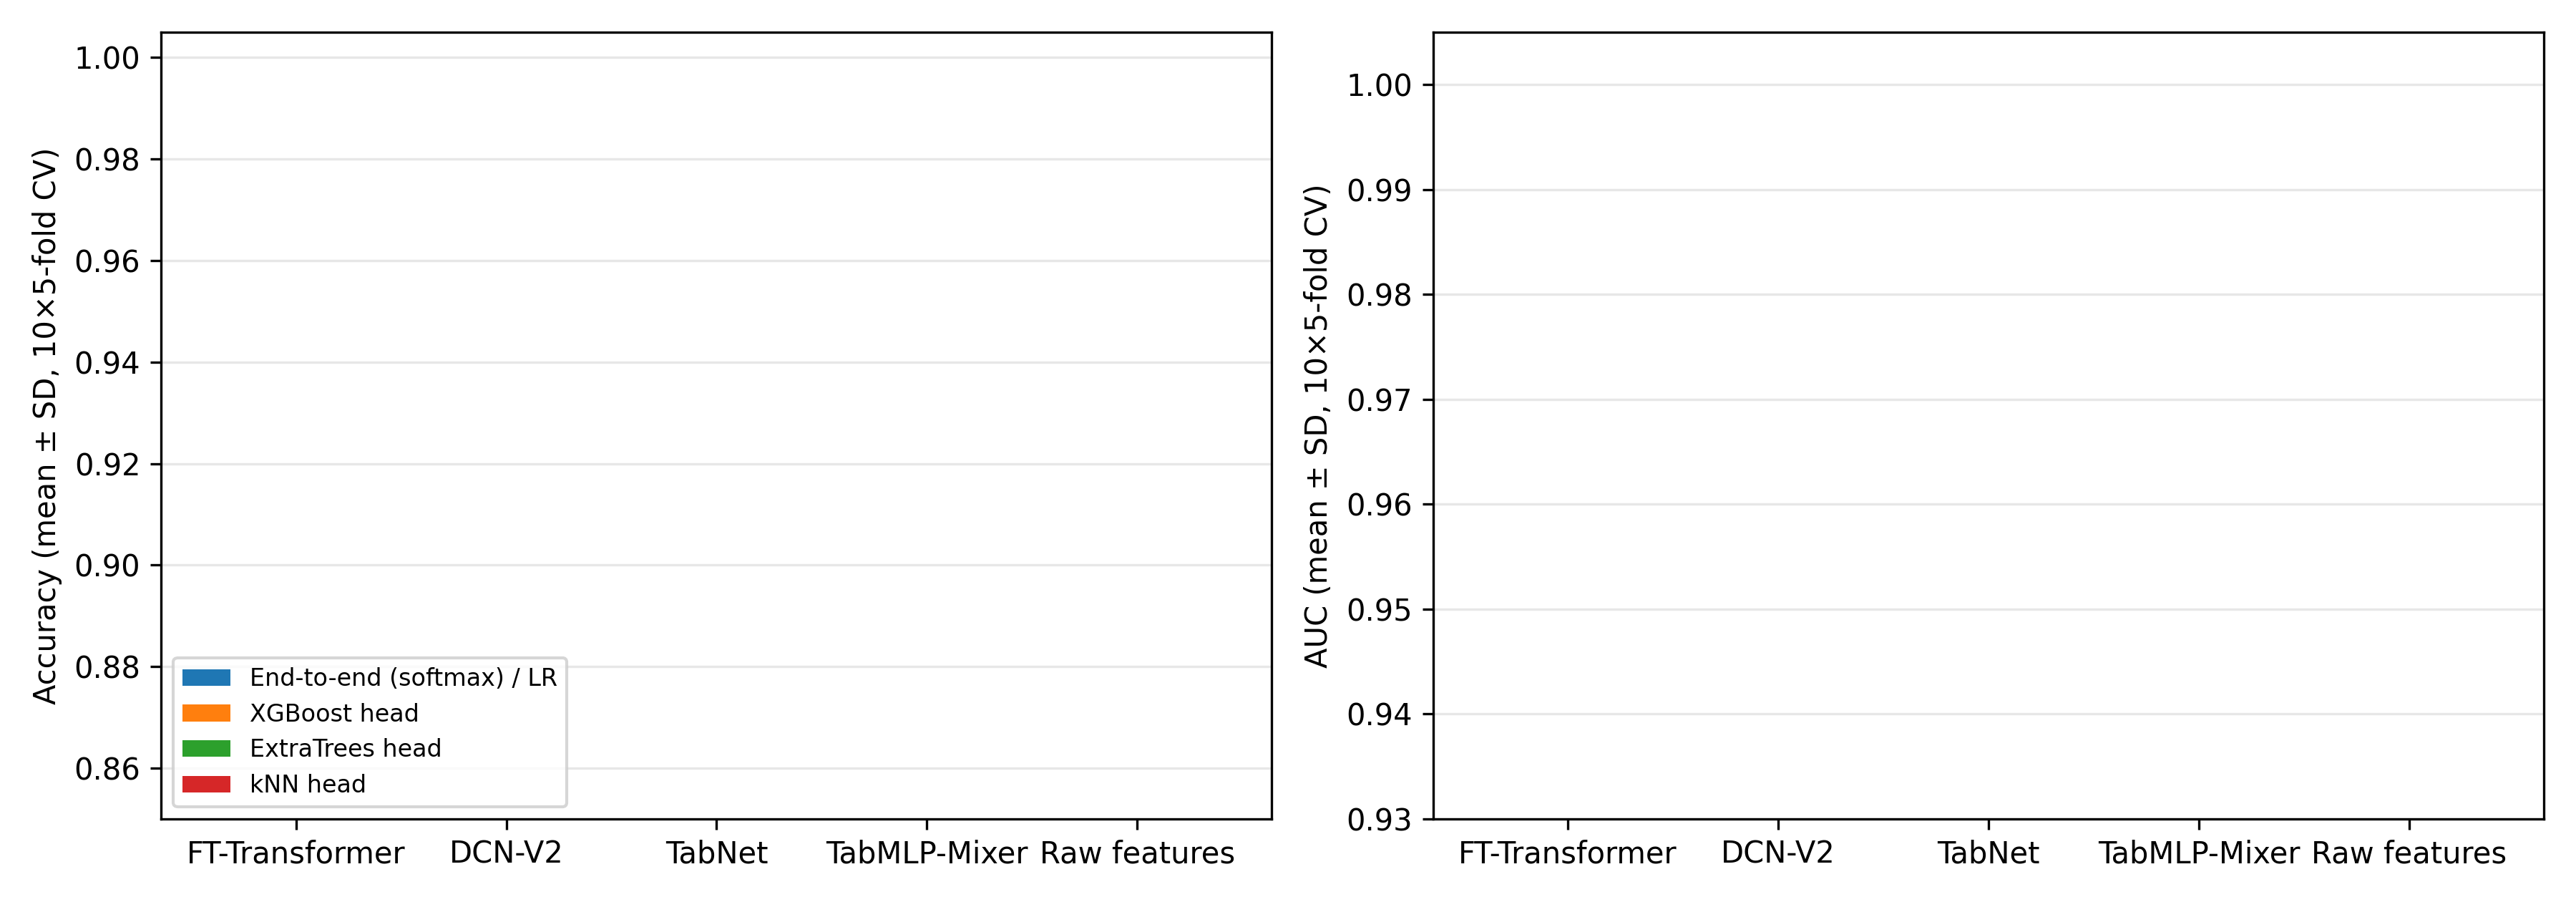 Accuracy (mean ± SD, 10×5-fold CV)
1.00
0.98
0.96
0.94
0.92
0.90
0.88
0.86
End-to-end (softmax) / LR
XGBoost head
ExtraTrees head
kNN head
FT-Transformer DCN-V2 TabNet TabMLP-Mixer Raw features
AUC (mean ± SD, 10×5-fold CV)
1.00
0.99
0.98
0.97
0.96
0.95
0.94
0.93
FT-Transformer DCN-V2 TabNet TabMLP-Mixer Raw features